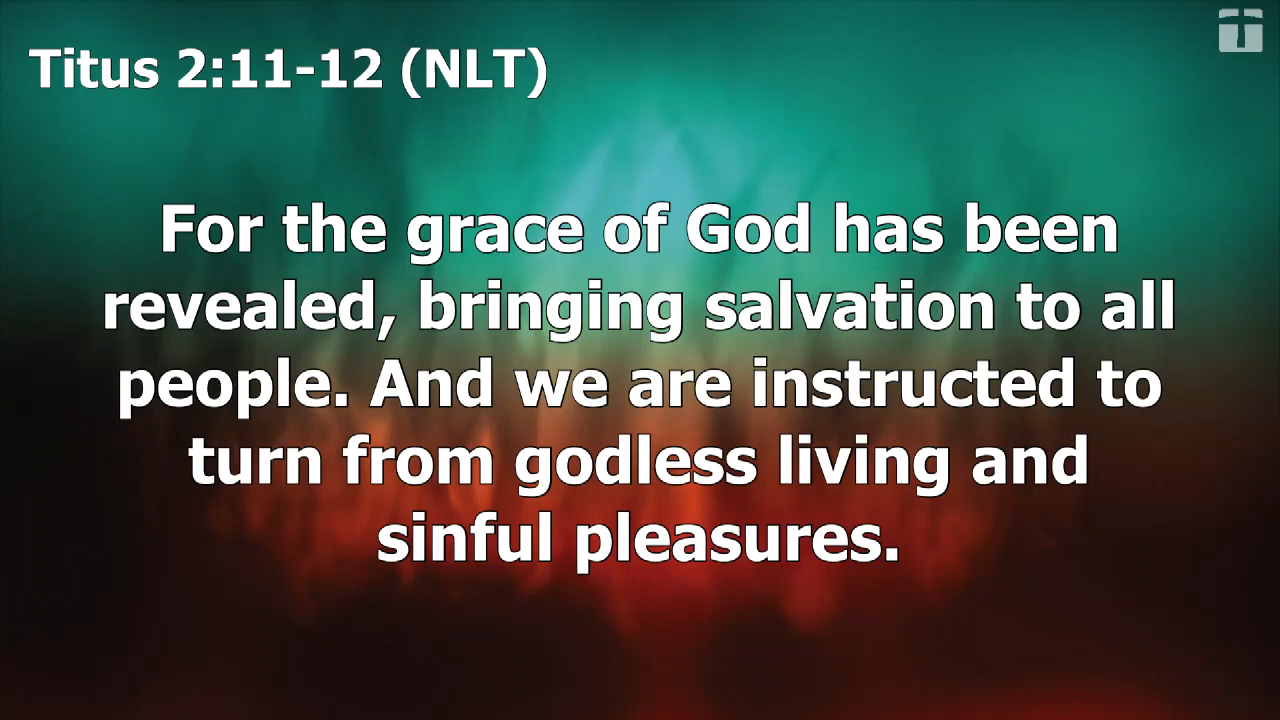 Titus 2:11-12 (NLT)
For the grace of God has been
revealed, bringing salvation to all
people. And we are instructed to
turn from godless living and
sinful pleasures.